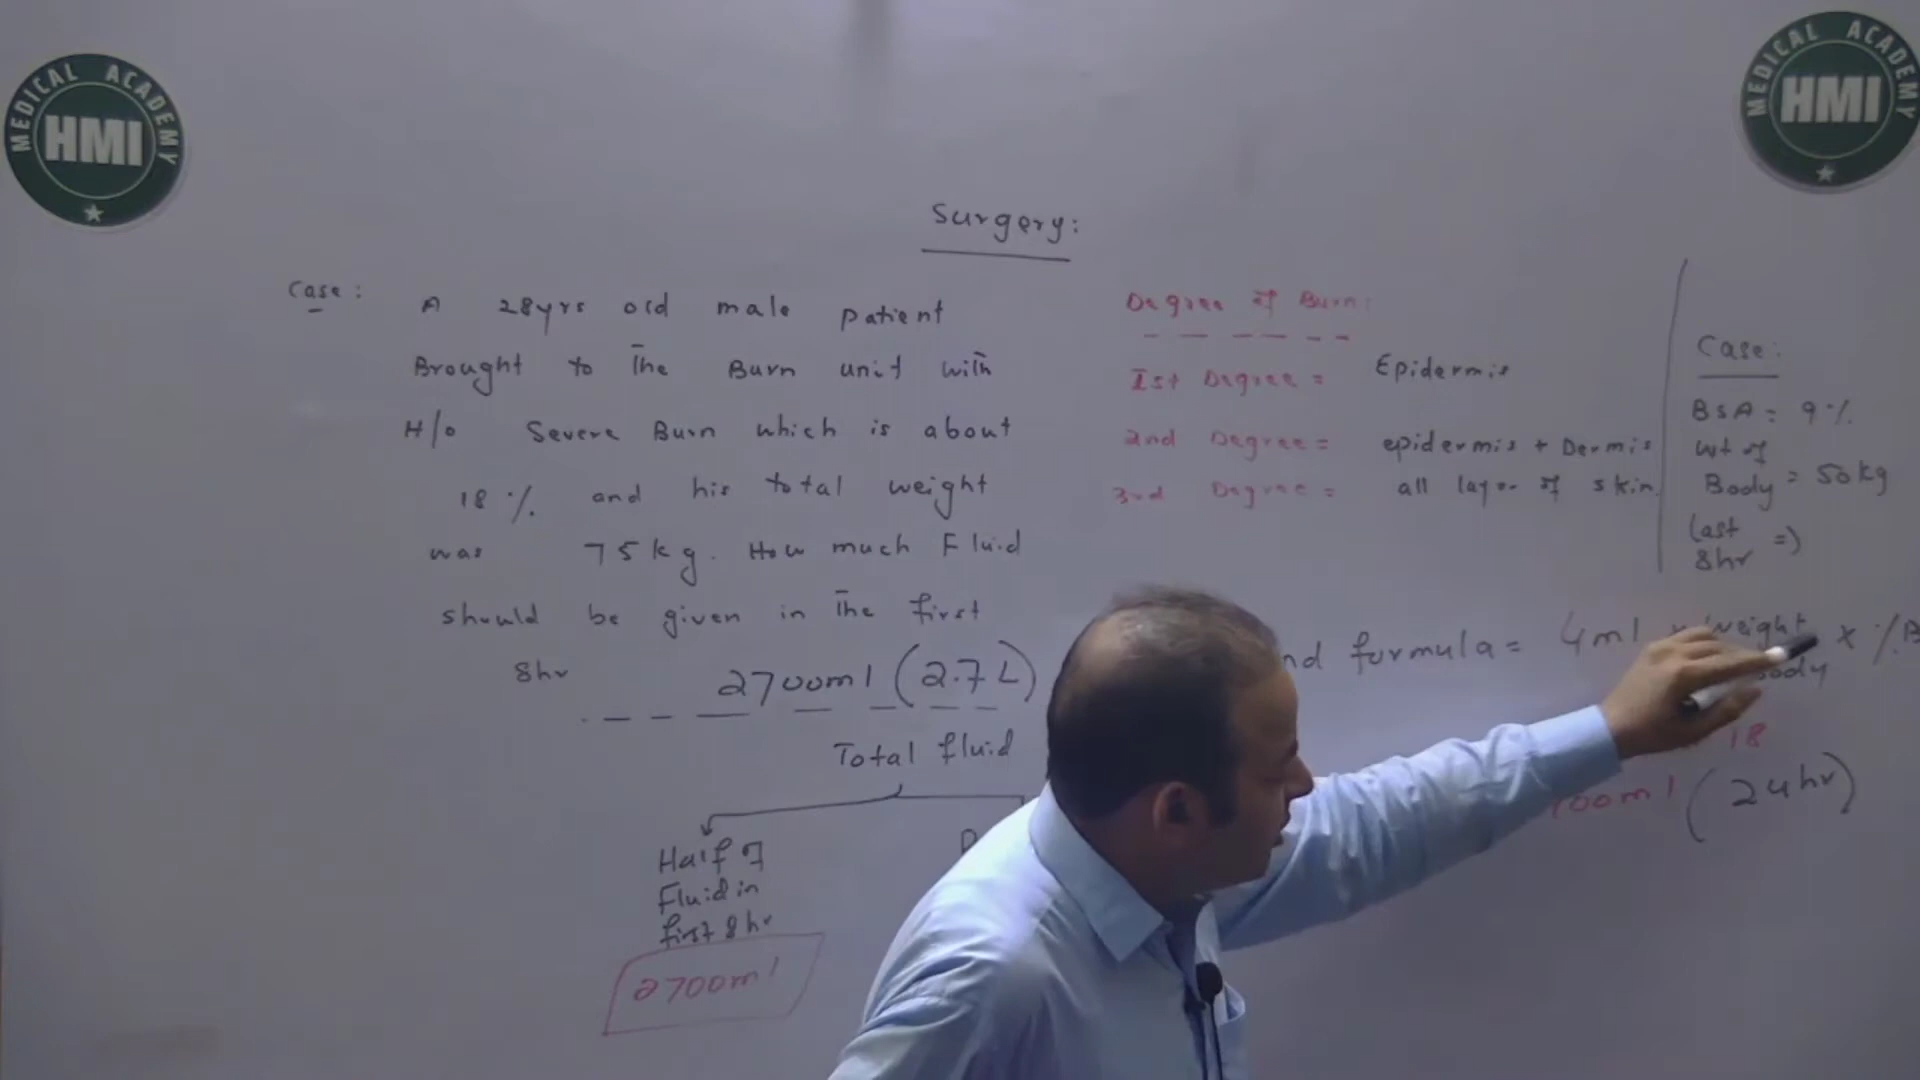 MEDICAL ACADEMY
HMI
MEDICAL ACADEMY
HMI
Surgery:
Case:
A 28yrs old male patient
Brought to The Burn unit with
H/o Severe Burn which is about
18 % and his total weight
was 75kg. How much Fluid
should be given in The first
8hr 2700ml (2.7L)
Total fluid
Half of
Fluid in
first 8hr
2700ml
Degree of Burn:
Ist Degree = Epidermis
2nd Degree = epidermis + Dermis
3rd Degree = all layer of skin.
Case:
BSA = 9%
wt of
Body = 50kg
last
8hr =)
formula = 4ml x weight x %
body
18
(24hr)